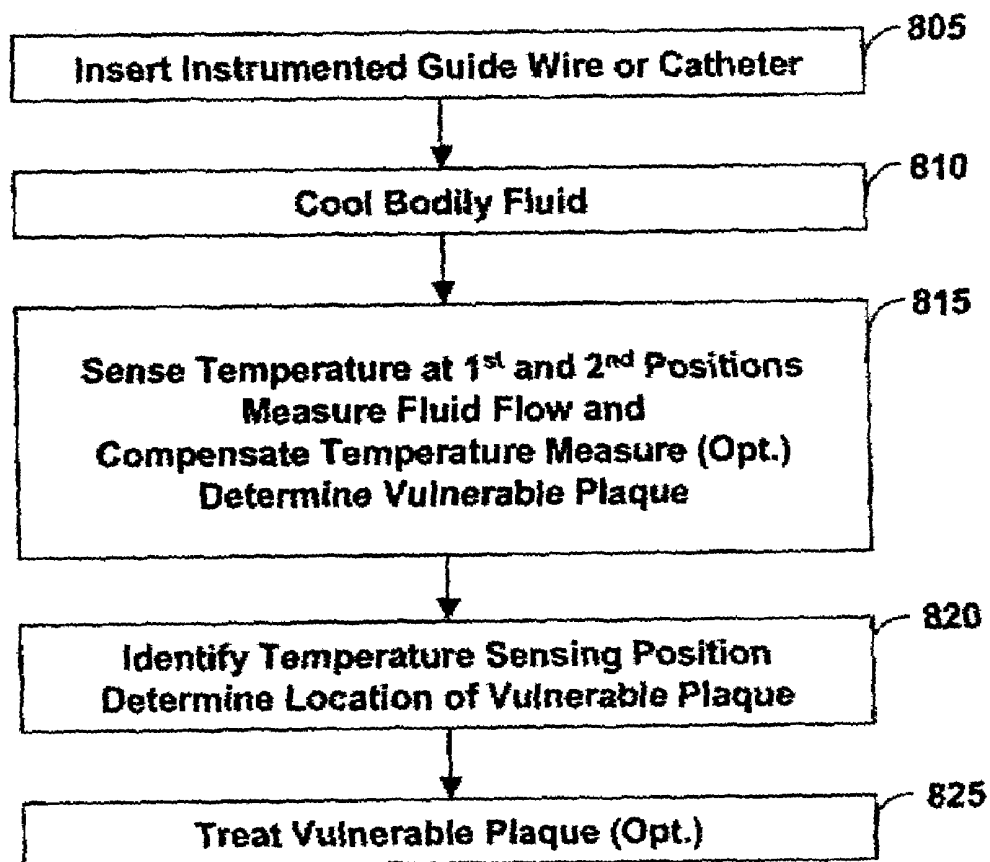 805
Insert Instrumented Guide Wire or Catheter
810
Cool Bodily Fluid
815
Sense Temperature at 1st and 2nd Positions
Measure Fluid Flow and
Compensate Temperature Measure (Opt.)
Determine Vulnerable Plaque
820
Identify Temperature Sensing Position
Determine Location of Vulnerable Plaque
825
Treat Vulnerable Plaque (Opt.)